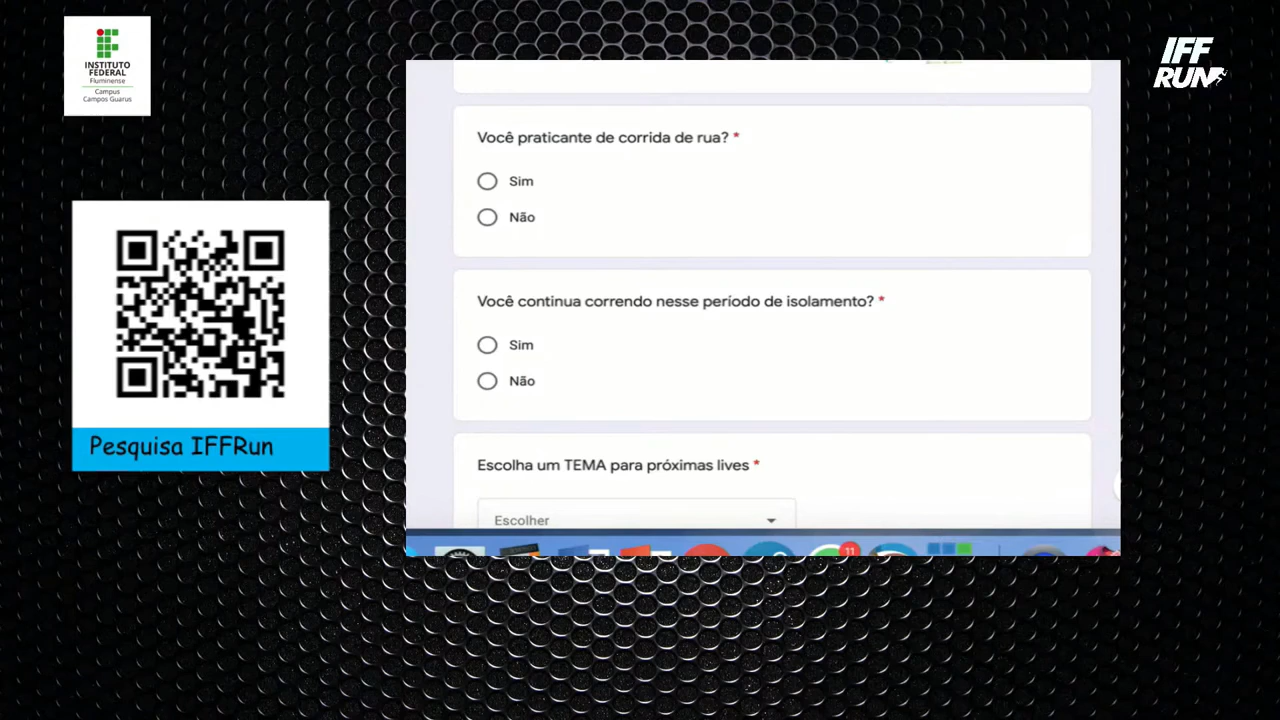 INSTITUTO
FEDERAL
Fluminense
Campus
Campos Guarus
IFF
RUN
Pesquisa IFFRun
Você praticante de corrida de rua? *
Sim
Não
Você continua correndo nesse período de isolamento? *
Sim
Não
Escolha um TEMA para próximas lives *
Escolher
11